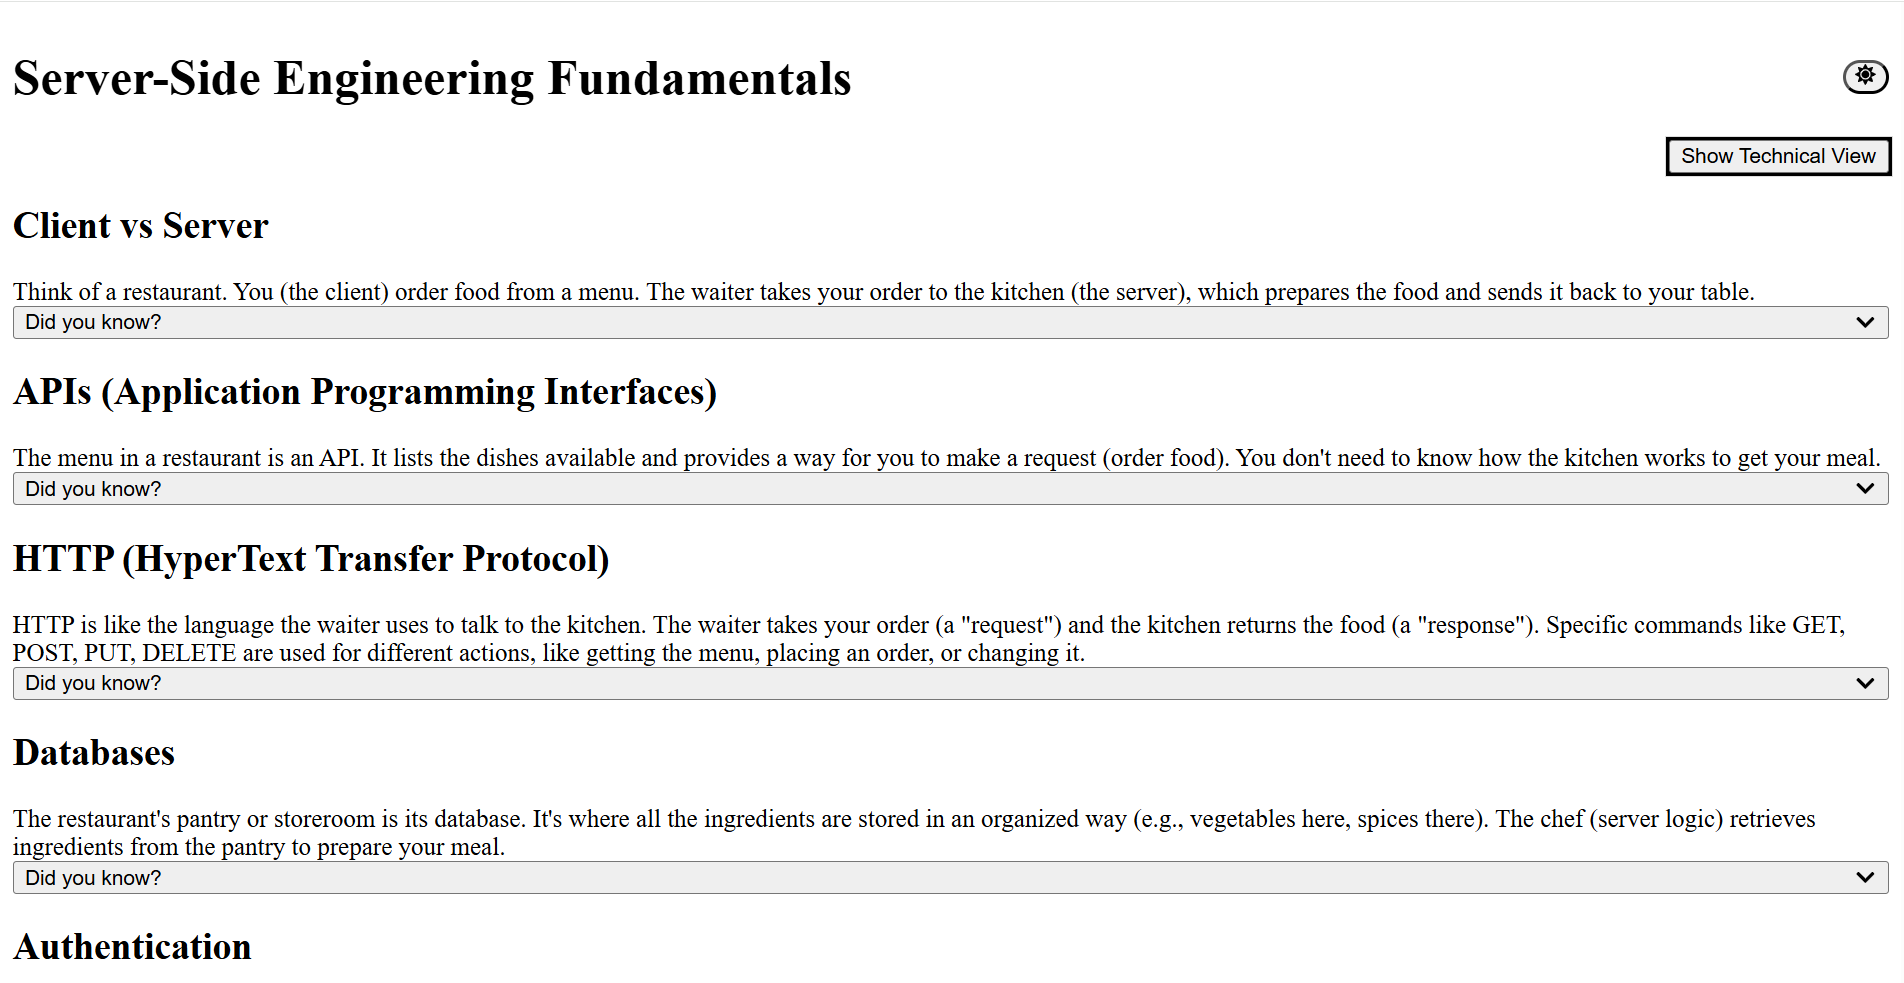 Server-Side Engineering Fundamentals
Show Technical View
Client vs Server
Think of a restaurant. You (the client) order food from a menu. The waiter takes your order to the kitchen (the server), which prepares the food and sends it back to your table.
Did you know?
APIs (Application Programming Interfaces)
The menu in a restaurant is an API. It lists the dishes available and provides a way for you to make a request (order food). You don't need to know how the kitchen works to get your meal.
Did you know?
HTTP (HyperText Transfer Protocol)
HTTP is like the language the waiter uses to talk to the kitchen. The waiter takes your order (a "request") and the kitchen returns the food (a "response"). Specific commands like GET,
POST, PUT, DELETE are used for different actions, like getting the menu, placing an order, or changing it.
Did you know?
Databases
The restaurant's pantry or storeroom is its database. It's where all the ingredients are stored in an organized way (e.g., vegetables here, spices there). The chef (server logic) retrieves
ingredients from the pantry to prepare your meal.
Did you know?
Authentication